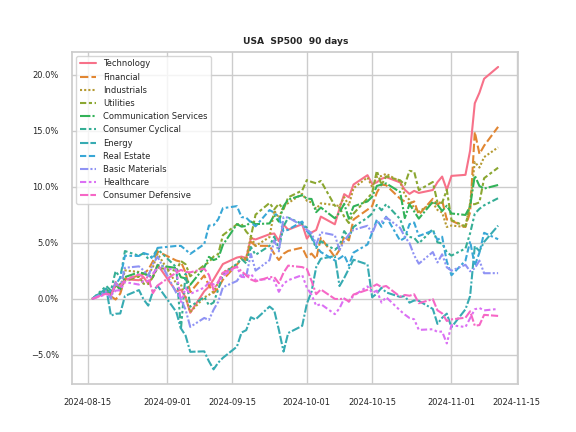 USA  SP500  90 days
Technology
Financial
Industrials
Utilities
Communication Services
Consumer Cyclical
Energy
Real Estate
Basic Materials
Healthcare
Consumer Defensive
20.0%
15.0%
10.0%
5.0%
0.0%
−5.0%
2024-08-15
2024-09-01
2024-09-15
2024-10-01
2024-10-15
2024-11-01
2024-11-15